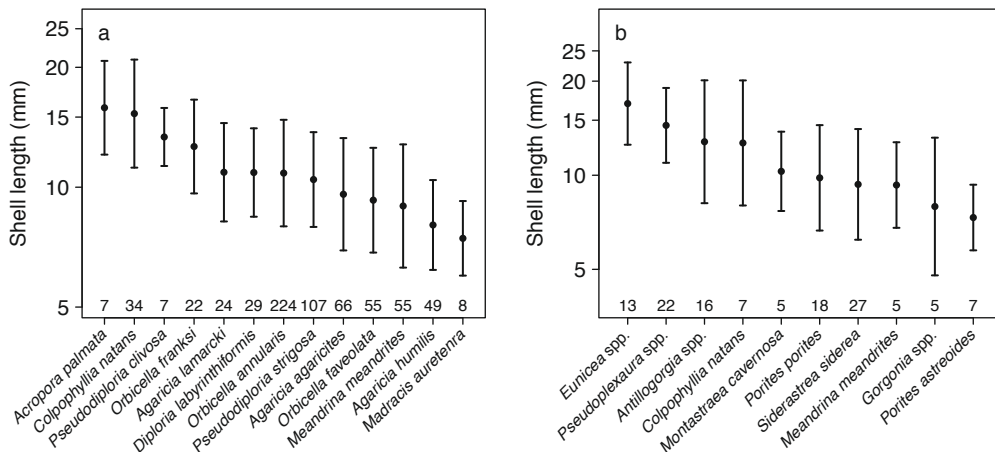 a
Shell length (mm)
25
20
15
10
5
7 34 7 22 24 29 224 107 66 55 55 49 8
Acropora palmata
Colpophyllia natans
Pseudodiploria clivosa
Orbicella franksi
Agaricia lamarcki
Diploria labyrinthiformis
Orbicella annularis
Pseudodiploria strigosa
Agaricia agaricites
Orbicella faveolata
Meandrina meandrites
Agaricia humilis
Madracis auretenra
b
Shell length (mm)
25
20
15
10
5
13 22 16 7 5 18 27 5 5 7
Eunicea spp.
Pseudoplexaura spp.
Antillogorgia spp.
Colpophyllia natans
Montastraea cavernosa
Porites porites
Siderastrea siderea
Meandrina meandrites
Gorgonia spp.
Porites astreoides